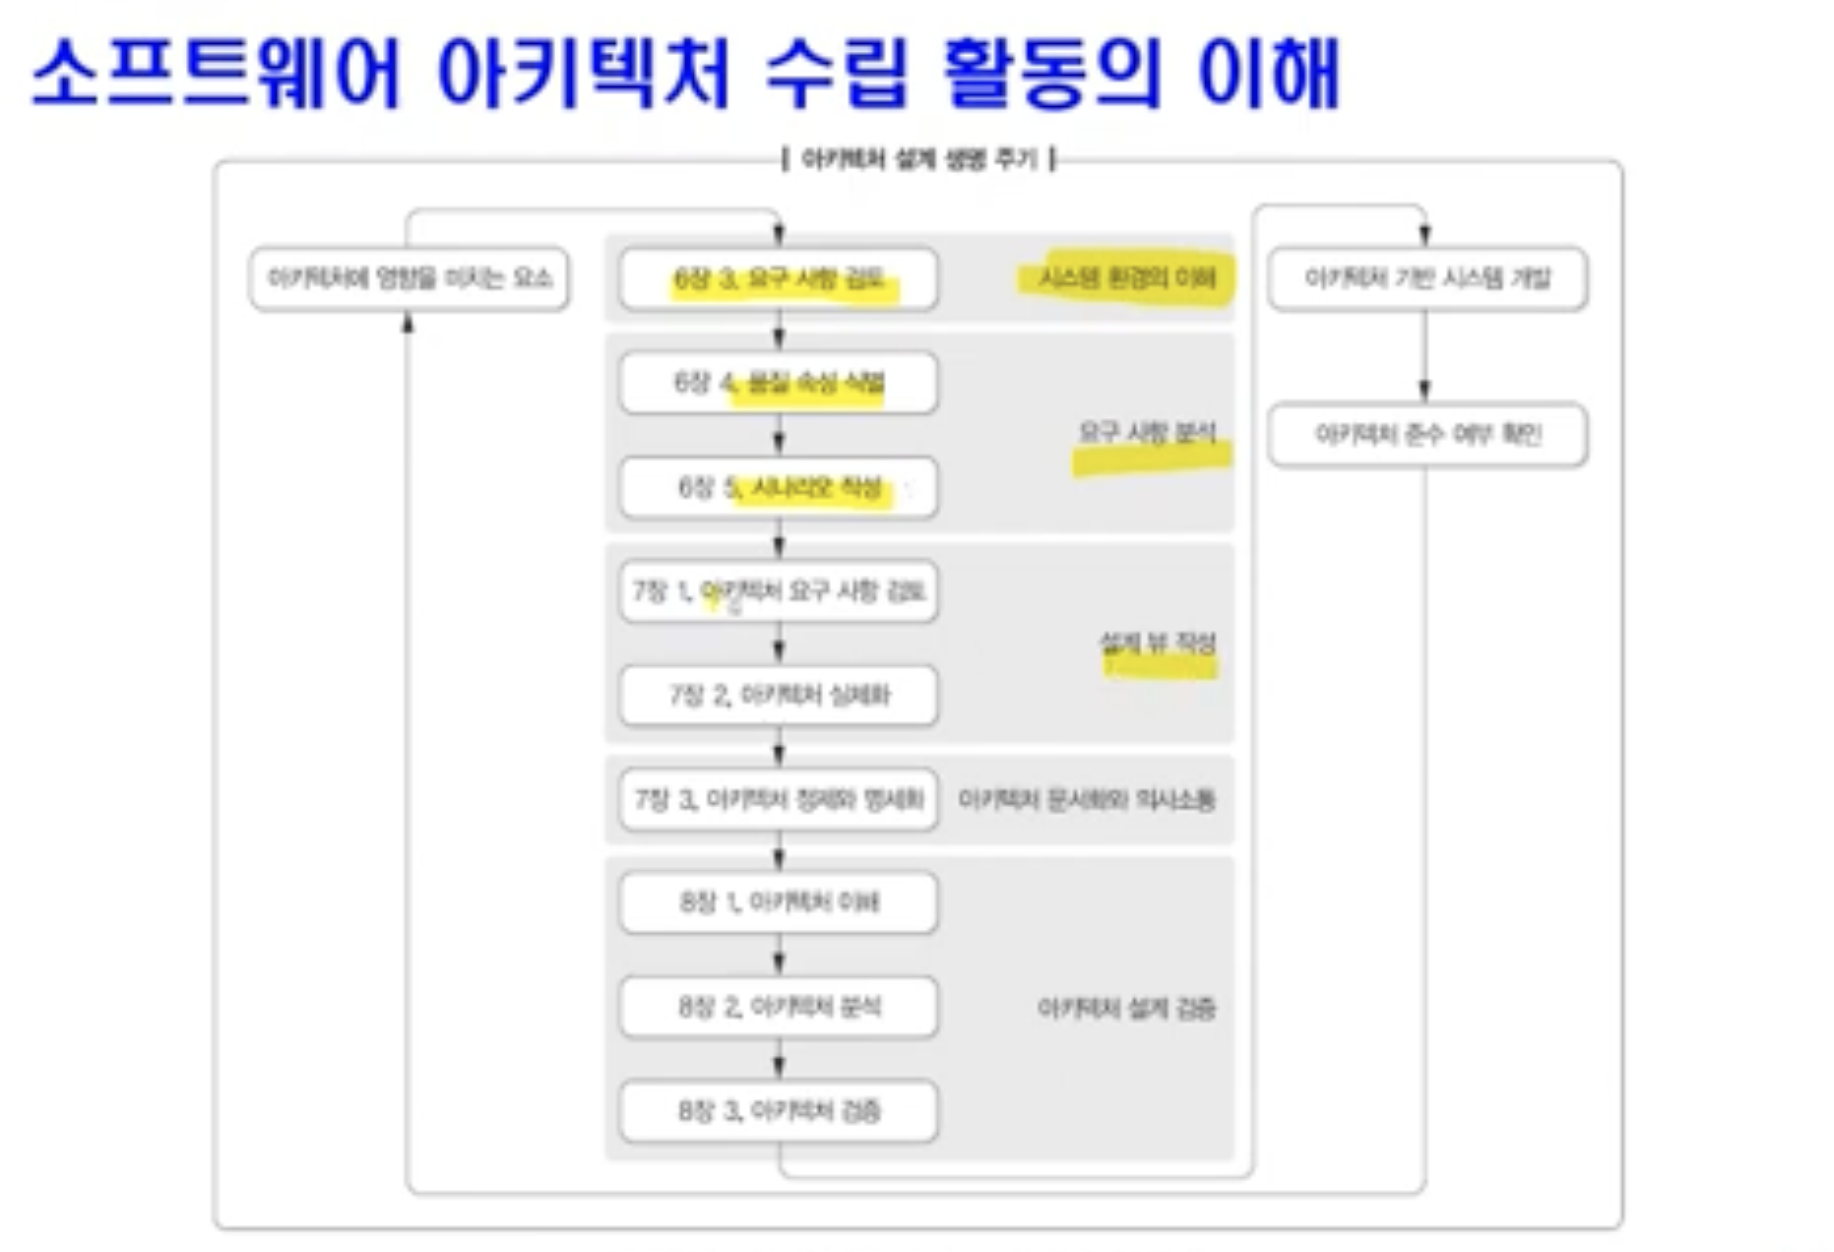 소프트웨어 아키텍처 수립 활동의 이해
아키텍처 설계 생명 주기
아키텍처에 영향을 미치는 요소
6장 3. 요구 사항 검토
시스템 환경의 이해
6장 4. 품질 속성 식별
6장 5. 시나리오 작성
요구 사항 분석
7장 1. 아키텍처 요구 사항 검토
7장 2. 아키텍처 실체화
설계 뷰 작성
7장 3. 아키텍처 정제와 명세화
아키텍처 문서화와 의사소통
8장 1. 아키텍처 이해
8장 2. 아키텍처 분석
8장 3. 아키텍처 검증
아키텍처 설계 검증
아키텍처 기반 시스템 개발
아키텍처 준수 여부 확인